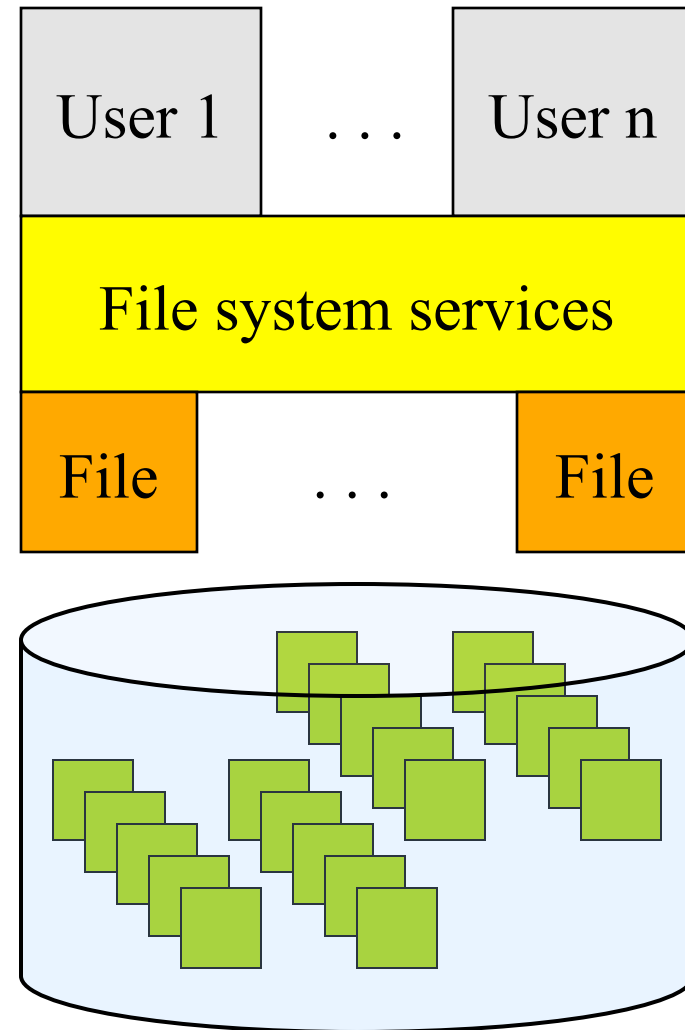 User 1 . . . User n
File system services
File . . . File